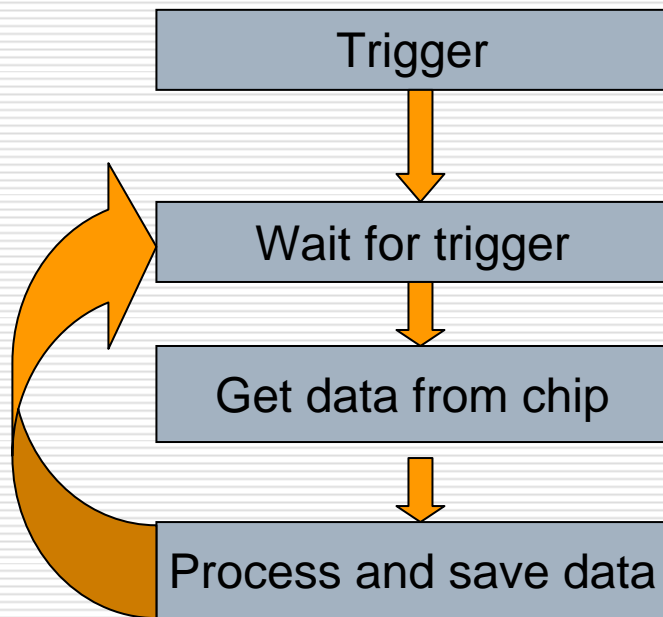 Trigger
Wait for trigger
Get data from chip
Process and save data